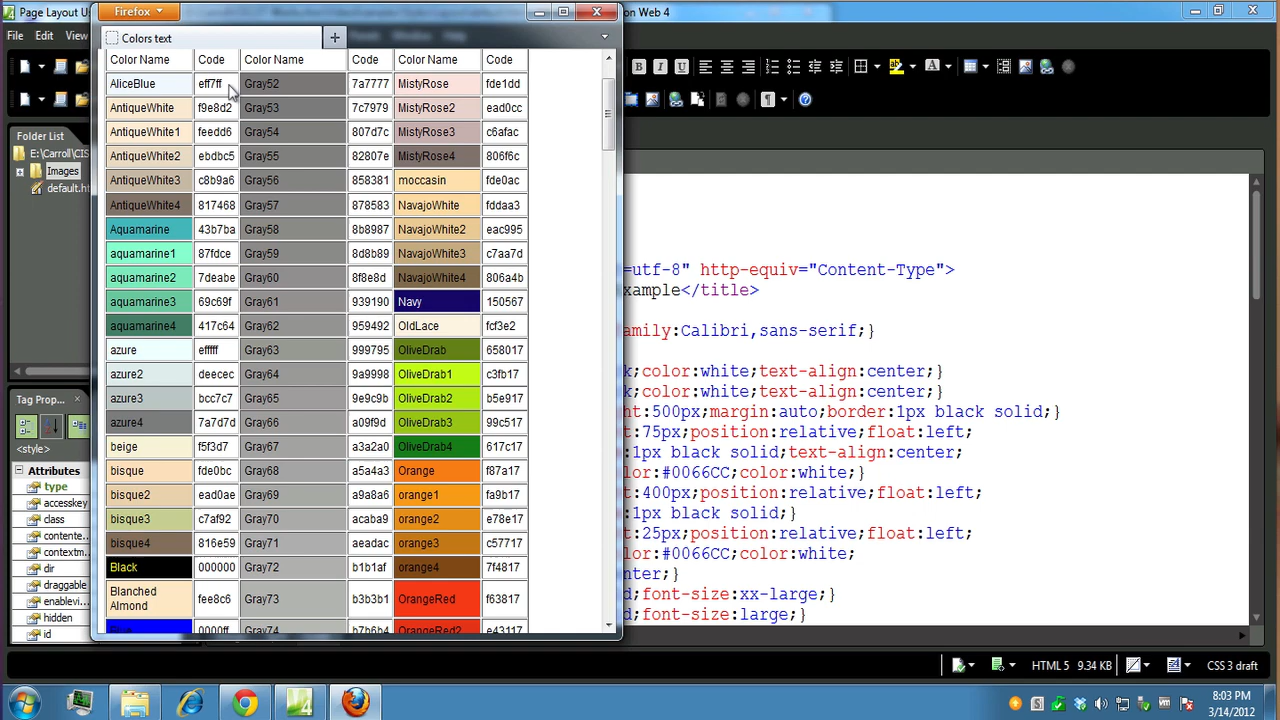 Page Layout Us
on Web 4
File Edit Vie
Firefox
Colors text
Color Name Code Color Name Code Color Name Code
AliceBlue eff7ff Gray52 7a7777 MistyRose fde1dd
AntiqueWhite f9e8d2 Gray53 7c7979 MistyRose2 ead0cc
AntiqueWhite1 feedd6 Gray54 807d7c MistyRose3 c6afac
AntiqueWhite2 ebdbc5 Gray55 82807e MistyRose4 806f6c
AntiqueWhite3 c8b9a6 Gray56 858381 moccasin fde0ac
AntiqueWhite4 817468 Gray57 878583 NavajoWhite fddaa3
Aquamarine 43b7ba Gray58 8b8987 NavajoWhite2 eac995
aquamarine1 87fdce Gray59 8d8b89 NavajoWhite3 c7aa7d
aquamarine2 7deabe Gray60 8f8e8d NavajoWhite4 806a4b
aquamarine3 69c69f Gray61 939190 Navy 150567
aquamarine4 417c64 Gray62 959492 OldLace fcf3e2
azure efffff Gray63 999795 OliveDrab 658017
azure2 deecec Gray64 9a9998 OliveDrab1 c3fb17
azure3 bcc7c7 Gray65 9e9c9b OliveDrab2 b5e917
azure4 7a7d7d Gray66 a09f9d OliveDrab3 99c517
beige f5f3d7 Gray67 a3a2a0 OliveDrab4 617c17
bisque fde0bc Gray68 a5a4a3 Orange f87a17
bisque2 ead0ae Gray69 a9a8a6 orange1 fa9b17
bisque3 c7af92 Gray70 acaba9 orange2 e78e17
bisque4 816e59 Gray71 aeadac orange3 c57717
Black 000000 Gray72 b1b1af orange4 7f4817
Blanched
Almond fee8c6 Gray73 b3b3b1 OrangeRed f63817
Blue 0000ff Gray74 b7b6b4 OrangeRed2 e43117
Folder List
E:\Carroll\CIS
Images
default.ht
Tag Prop... ×
<style>
Attributes
type
accesskey
class
contente...
contextm...
dir
draggable
enablevi...
hidden
id
=utf-8" http-equiv="Content-Type">
xample</title>
amily:Calibri,sans-serif;}
k;color:white;text-align:center;}
k;color:white;text-align:center;}
ht:500px;margin:auto;border:1px black solid;}
t:75px;position:relative;float:left;
:1px black solid;text-align:center;
lor:#0066CC;color:white;}
t:400px;position:relative;float:left;
:1px black solid;}
t:25px;position:relative;float:left;
lor:#0066CC;color:white;
nter;}
d;font-size:xx-large;}
d;font-size:large;}
HTML 5 9.34 KB CSS 3 draft
8:03 PM
3/14/2012